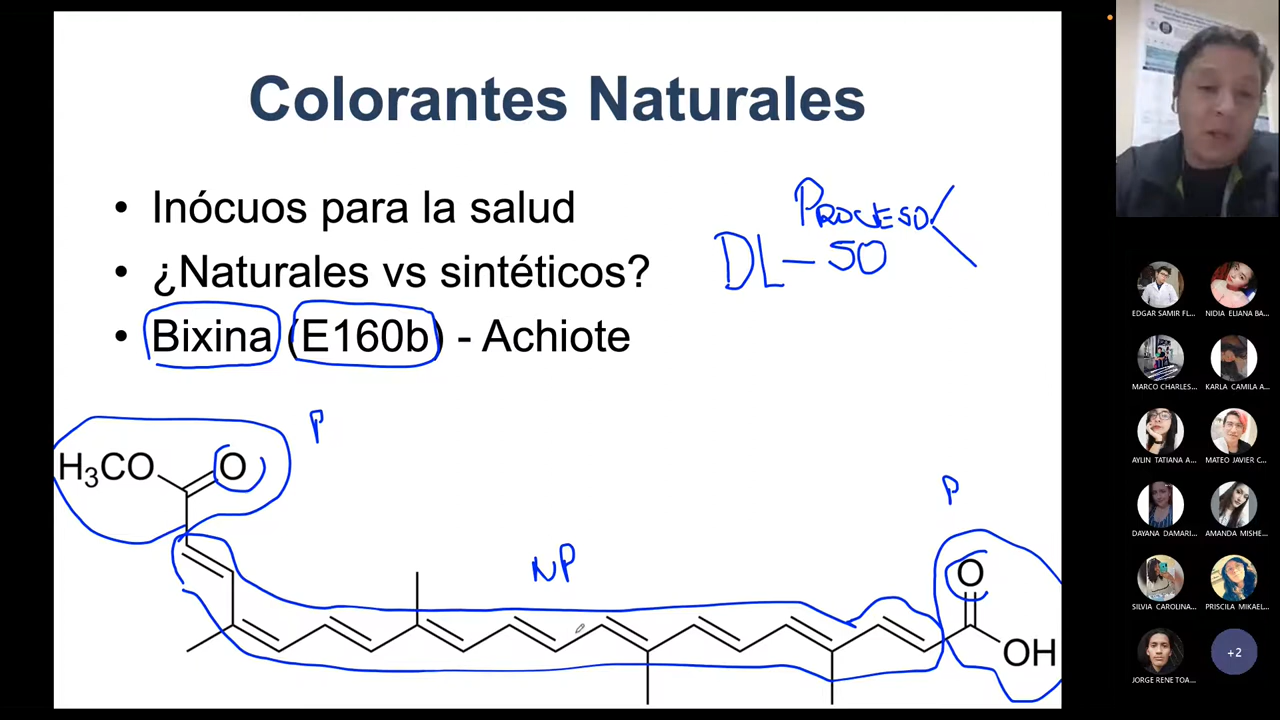 Colorantes Naturales
• Inócuos para la salud
• ¿Naturales vs sintéticos?
• Bixina (E160b) - Achiote
PROCESO
DL-50
P
H₃CO
O
NP
P
O
OH
EDGAR SAMIR FL...
NIDIA ELIANA BA...
MARCO CHARLES...
KARLA CAMILA A...
AYLIN TATIANA A...
MATEO JAVIER C...
DAYANA DAMARI...
AMANDA MISHE...
SILVIA CAROLINA...
PRISCILA MIKAEL...
JORGE RENE TOA...
+2